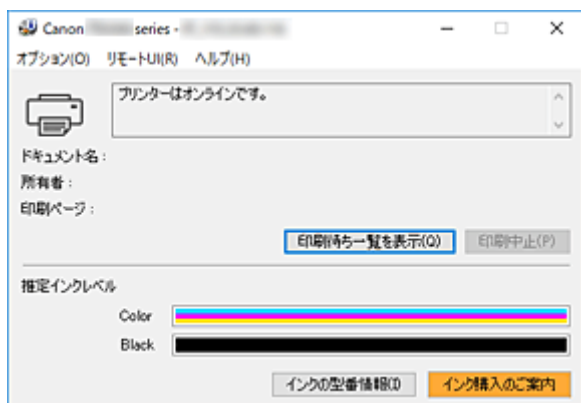 Canon series -
オプション(O) リモートUI(R) ヘルプ(H)
プリンターはオンラインです。
ドキュメント名:
所有者:
印刷ページ:
印刷待ち一覧を表示(Q) 印刷中止(P)
推定インクレベル
Color
Black
インクの型番情報(I) インク購入のご案内